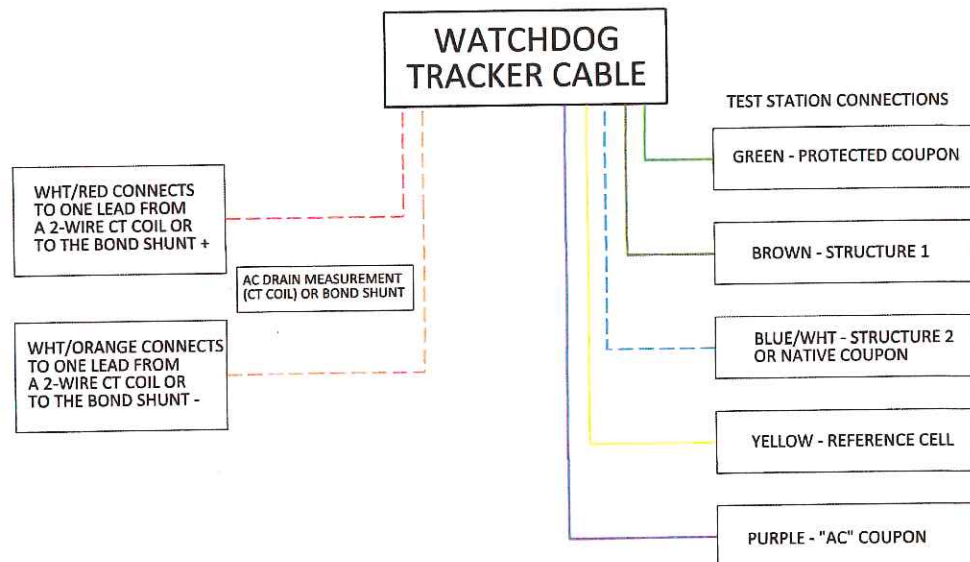 WATCHDOG
TRACKER CABLE
TEST STATION CONNECTIONS
GREEN - PROTECTED COUPON
WHT/RED CONNECTS
TO ONE LEAD FROM
A 2-WIRE CT COIL OR
TO THE BOND SHUNT +
BROWN - STRUCTURE 1
AC DRAIN MEASUREMENT
(CT COIL) OR BOND SHUNT
BLUE/WHT - STRUCTURE 2
OR NATIVE COUPON
WHT/ORANGE CONNECTS
TO ONE LEAD FROM
A 2-WIRE CT COIL OR
TO THE BOND SHUNT -
YELLOW - REFERENCE CELL
PURPLE - "AC" COUPON